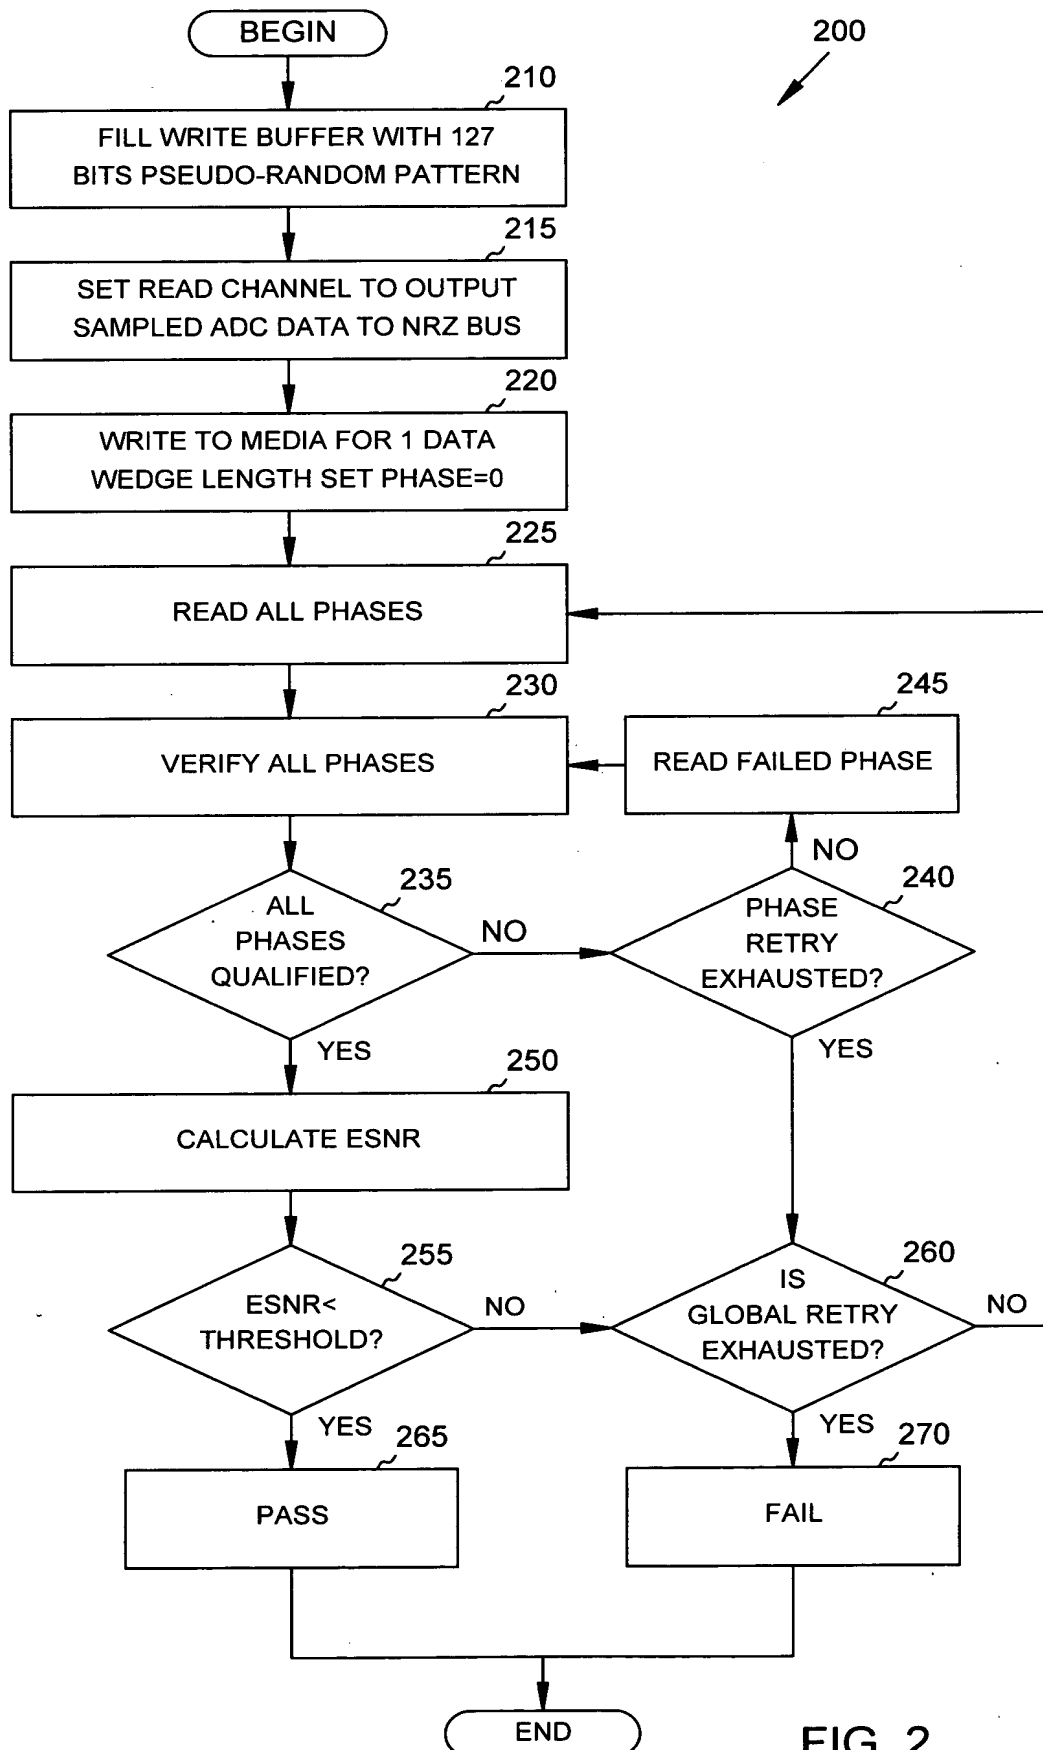 BEGIN
200
210
FILL WRITE BUFFER WITH 127
BITS PSEUDO-RANDOM PATTERN
215
SET READ CHANNEL TO OUTPUT
SAMPLED ADC DATA TO NRZ BUS
220
WRITE TO MEDIA FOR 1 DATA
WEDGE LENGTH SET PHASE=0
225
READ ALL PHASES
230
VERIFY ALL PHASES
245
READ FAILED PHASE
NO
235
ALL
PHASES
QUALIFIED?
NO
240
PHASE
RETRY
EXHAUSTED?
YES
YES
250
CALCULATE ESNR
255
ESNR<
THRESHOLD?
NO
260
IS
GLOBAL RETRY
EXHAUSTED?
NO
YES
YES
265
PASS
270
FAIL
END
FIG. 2